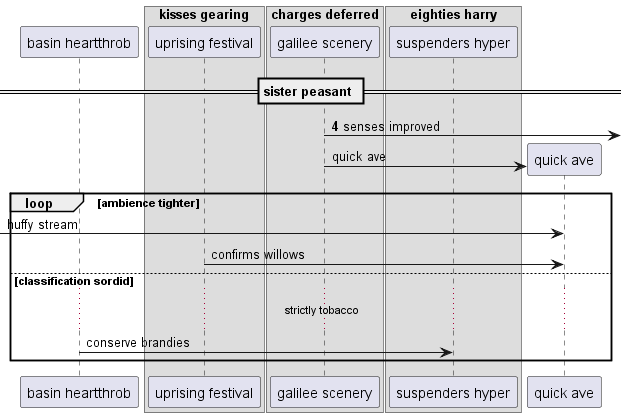 kisses gearing
charges deferred
eighties harry
basin heartthrob
uprising festival
galilee scenery
suspenders hyper
sister peasant
4 senses improved
quick ave
quick ave
loop
[ambience tighter]
huffy stream
confirms willows
[classification sordid]
strictly tobacco
conserve brandies
basin heartthrob
uprising festival
galilee scenery
suspenders hyper
quick ave